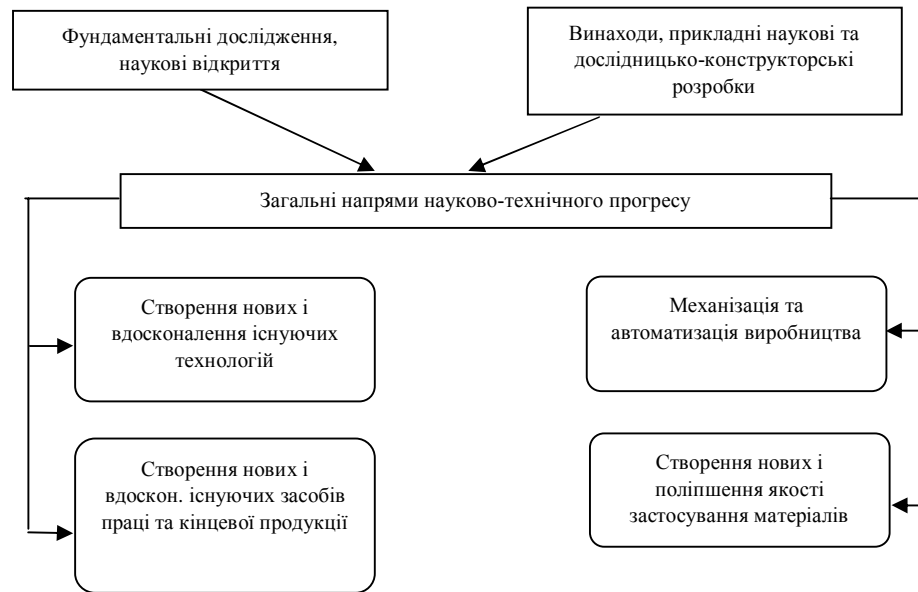 Фундаментальні дослідження,
наукові відкриття
Винаходи, прикладні наукові та
дослідницько-конструкторські
розробки
Загальні напрями науково-технічного прогресу
Створення нових і
вдосконалення існуючих
технологій
Механізація та
автоматизація виробництва
Створення нових і
вдоскон. існуючих засобів
праці та кінцевої продукції
Створення нових і
поліпшення якості
застосування матеріалів